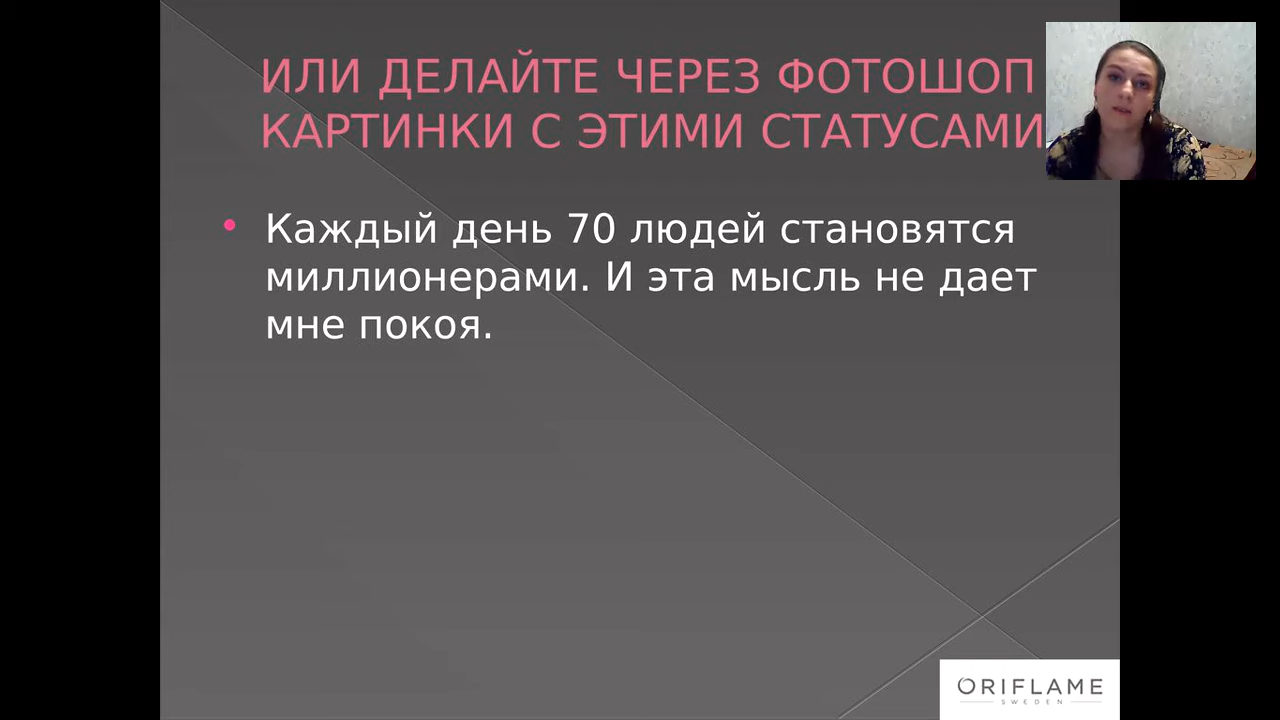 ИЛИ ДЕЛАЙТЕ ЧЕРЕЗ ФОТОШОП
КАРТИНКИ С ЭТИМИ СТАТУСАМИ
• Каждый день 70 людей становятся
миллионерами. И эта мысль не дает
мне покоя.
ORIFLAME
SWEDEN